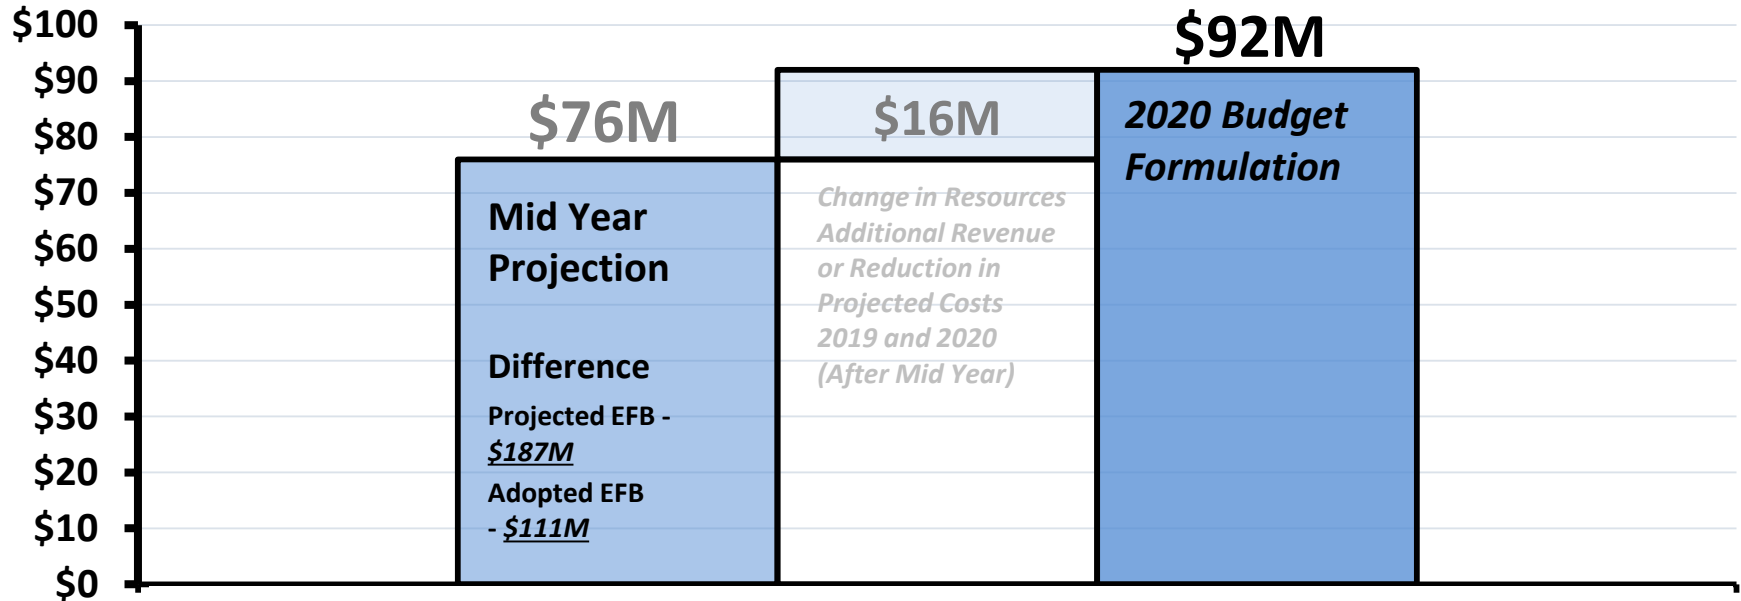 $100
$90
$80
$70
$60
$50
$40
$30
$20
$10
$0
$76M
Mid Year
Projection
Difference
Projected EFB -
$187M
Adopted EFB
- $111M
$16M
Change in Resources
Additional Revenue
or Reduction in
Projected Costs
2019 and 2020
(After Mid Year)
$92M
2020 Budget
Formulation